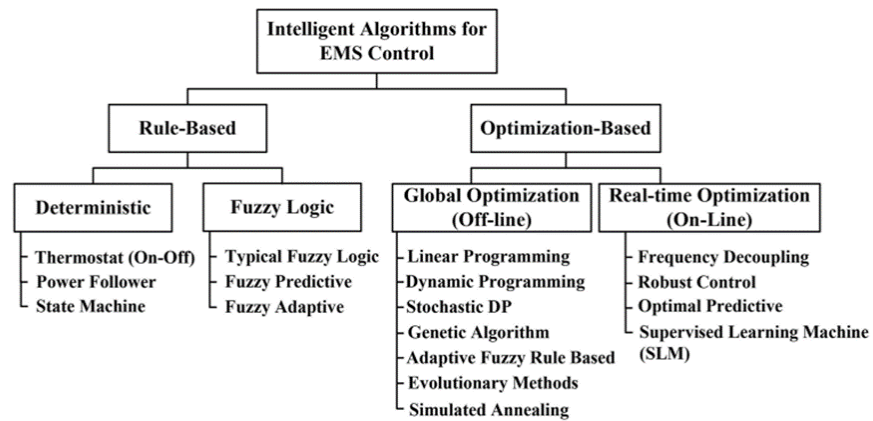 Intelligent Algorithms for
EMS Control
Rule-Based
Optimization-Based
Deterministic
Fuzzy Logic
Global Optimization
(Off-line)
Real-time Optimization
(On-Line)
Thermostat (On-Off)
Power Follower
State Machine
Typical Fuzzy Logic
Fuzzy Predictive
Fuzzy Adaptive
Linear Programming
Dynamic Programming
Stochastic DP
Genetic Algorithm
Adaptive Fuzzy Rule Based
Evolutionary Methods
Simulated Annealing
Frequency Decoupling
Robust Control
Optimal Predictive
Supervised Learning Machine
(SLM)